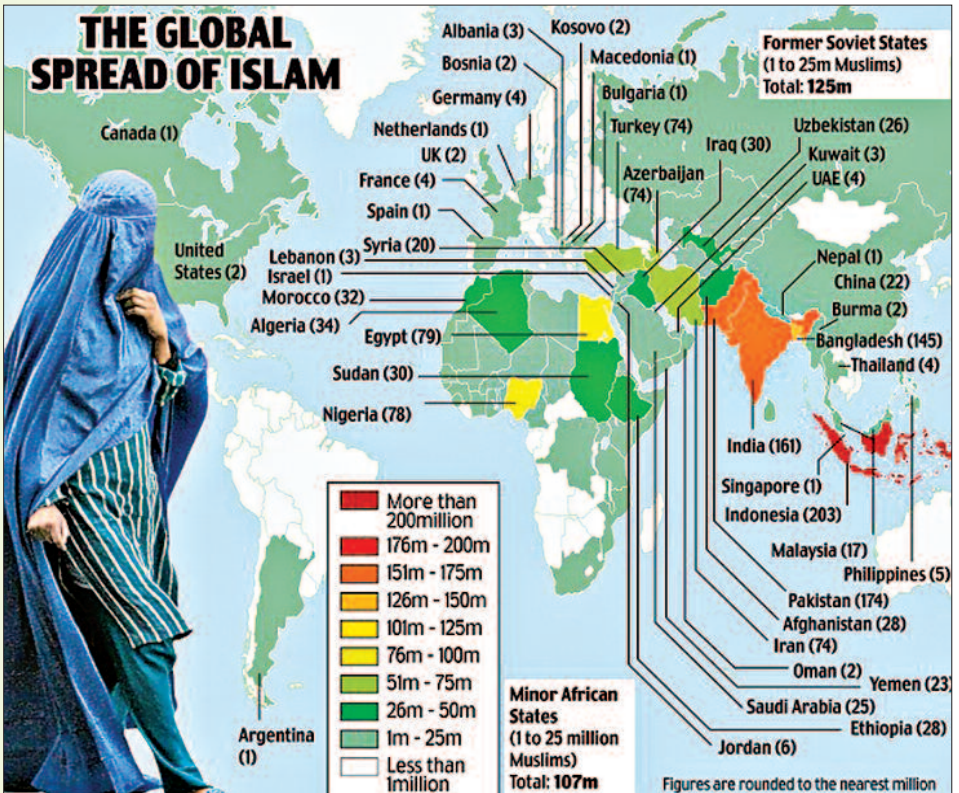 THE GLOBAL
SPREAD OF ISLAM
Albania (3)
Kosovo (2)
Bosnia (2)
Macedonia (1)
Germany (4)
Bulgaria (1)
Netherlands (1)
Turkey (74)
UK (2)
Azerbaijan
(74)
Iraq (30)
France (4)
Spain (1)
Former Soviet States
(1 to 25m Muslims)
Total: 125m
Uzbekistan (26)
Kuwait (3)
UAE (4)
Canada (1)
United
States (2)
Syria (20)
Lebanon (3)
Israel (1)
Morocco (32)
Algeria (34)
Egypt (79)
Sudan (30)
Nigeria (78)
Nepal (1)
China (22)
Burma (2)
Bangladesh (145)
Thailand (4)
India (161)
Singapore (1)
Indonesia (203)
Malaysia (17)
Philippines (5)
Pakistan (174)
Afghanistan (28)
Iran (74)
Oman (2)
Yemen (23)
Saudi Arabia (25)
Ethiopia (28)
Jordan (6)
Argentina
(1)
More than
200million
176m - 200m
151m - 175m
126m - 150m
101m - 125m
76m - 100m
51m - 75m
26m - 50m
1m - 25m
Less than
1million
Minor African
States
(1 to 25 million
Muslims)
Total: 107m
Figures are rounded to the nearest million